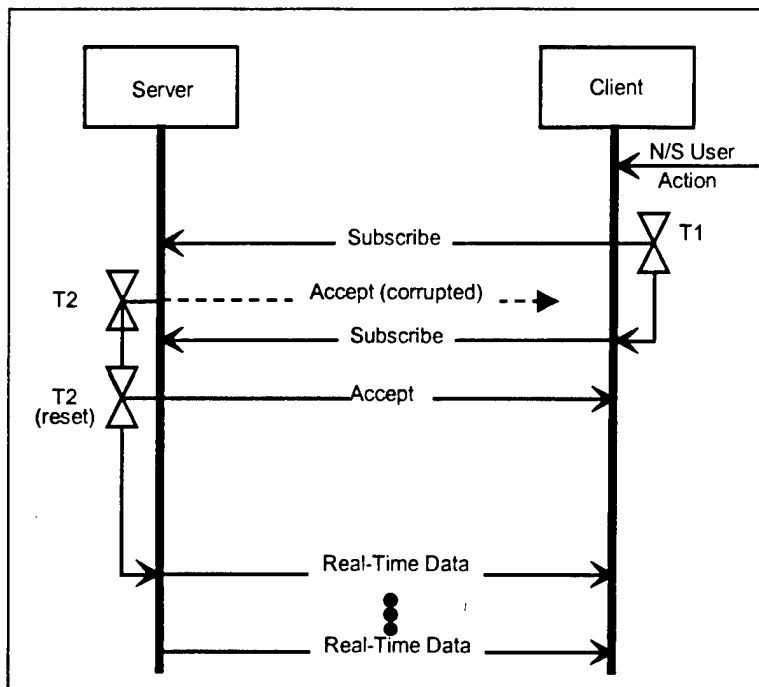 Server
Client
N/S User
Action
Subscribe
T1
T2
Accept (corrupted)
Subscribe
T2
(reset)
Accept
Real-Time Data
Real-Time Data